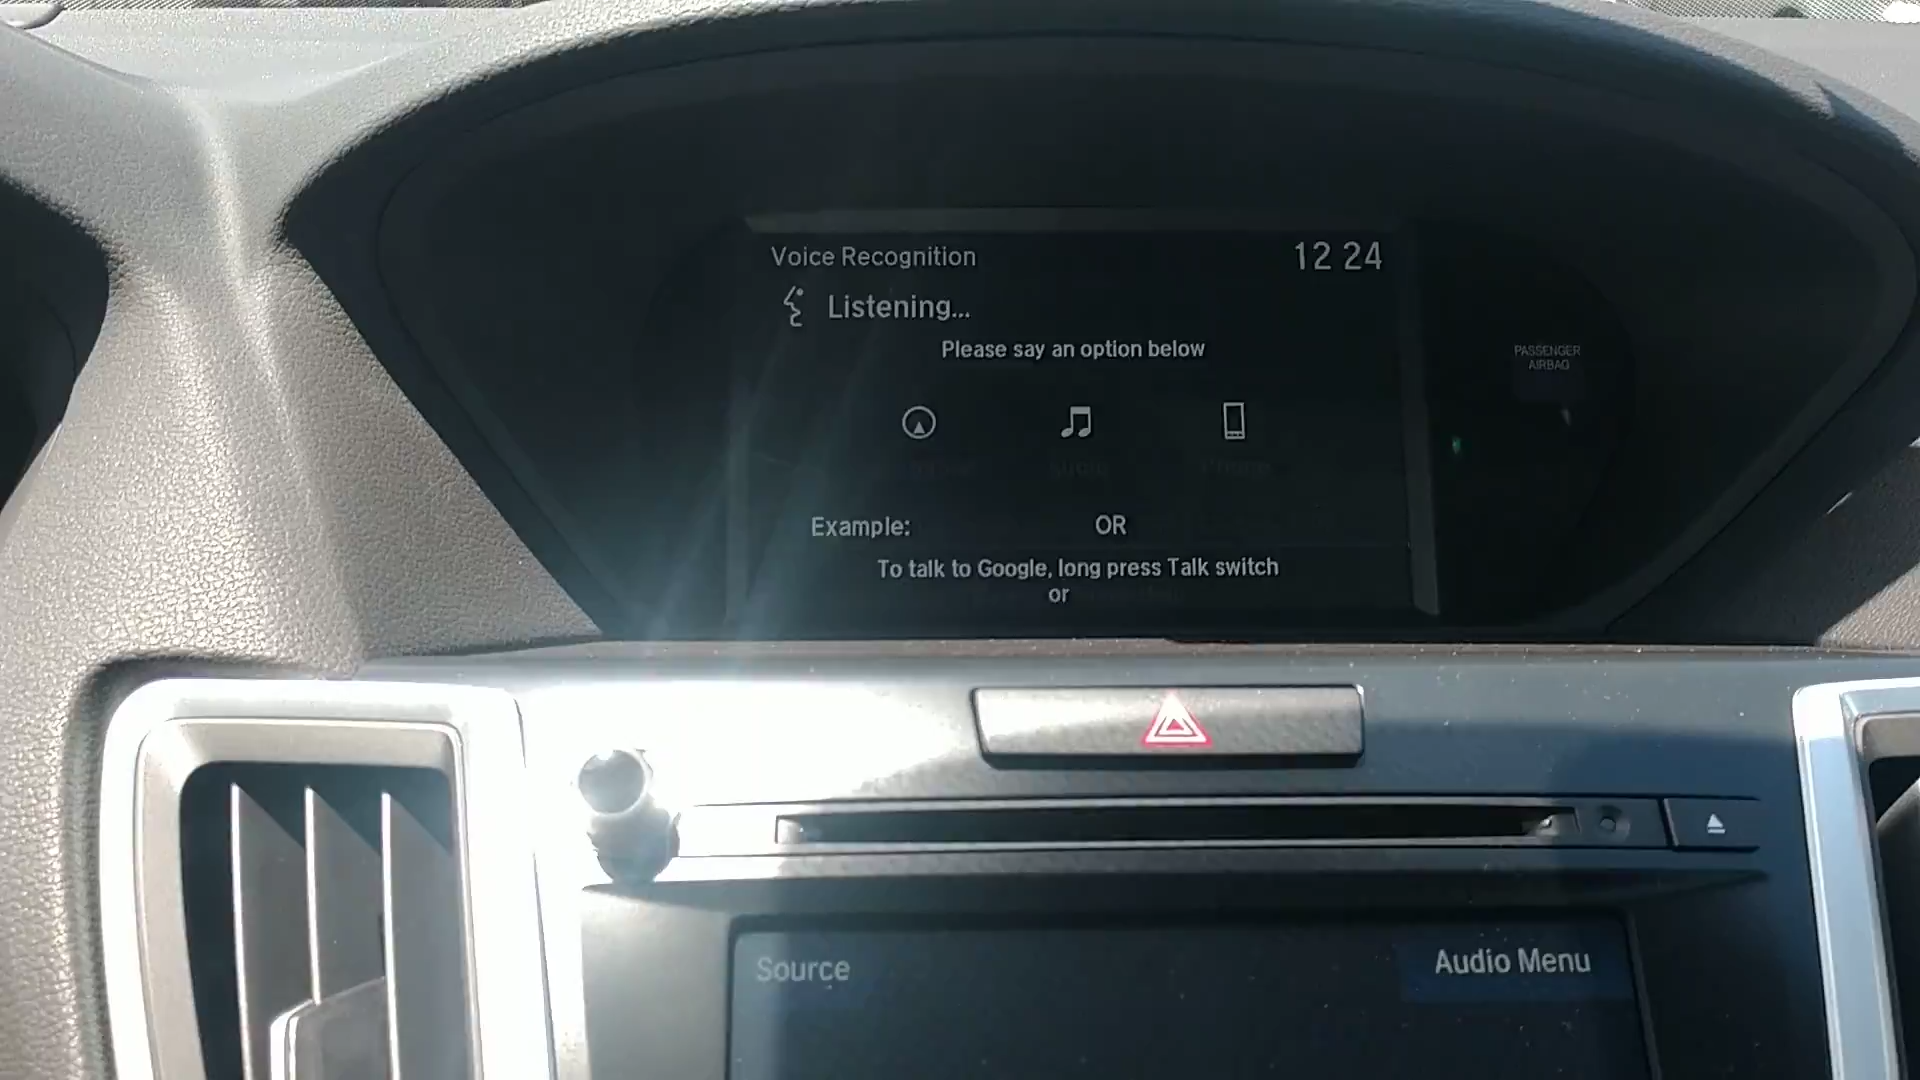 Voice Recognition
12 24
Listening...
Please say an option below
PASSENGER
AIRBAG
Example:
OR
To talk to Google, long press Talk switch
or
Source
Audio Menu